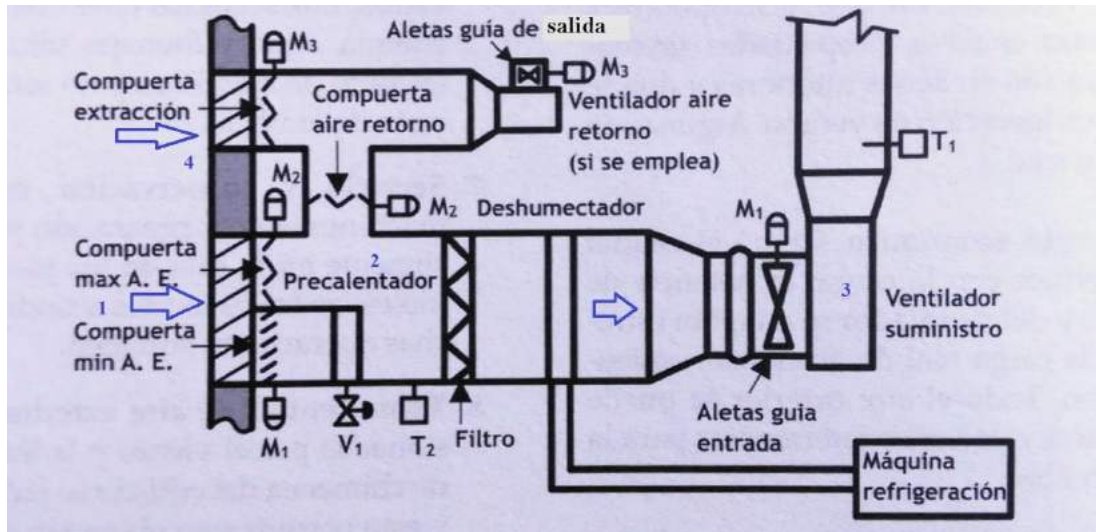 Aletas guía de salida
M3
M3
Compuerta
extracción
Compuerta
aire retorno
Ventilador aire
retorno
(si se emplea)
T1
4
M2
M2
Deshumectador
M1
Compuerta
max A. E.
2
Precalentador
1
3
Ventilador
suministro
Compuerta
min A. E.
M1
V1
T2
Filtro
Aletas guia
entrada
Máquina
refrigeración